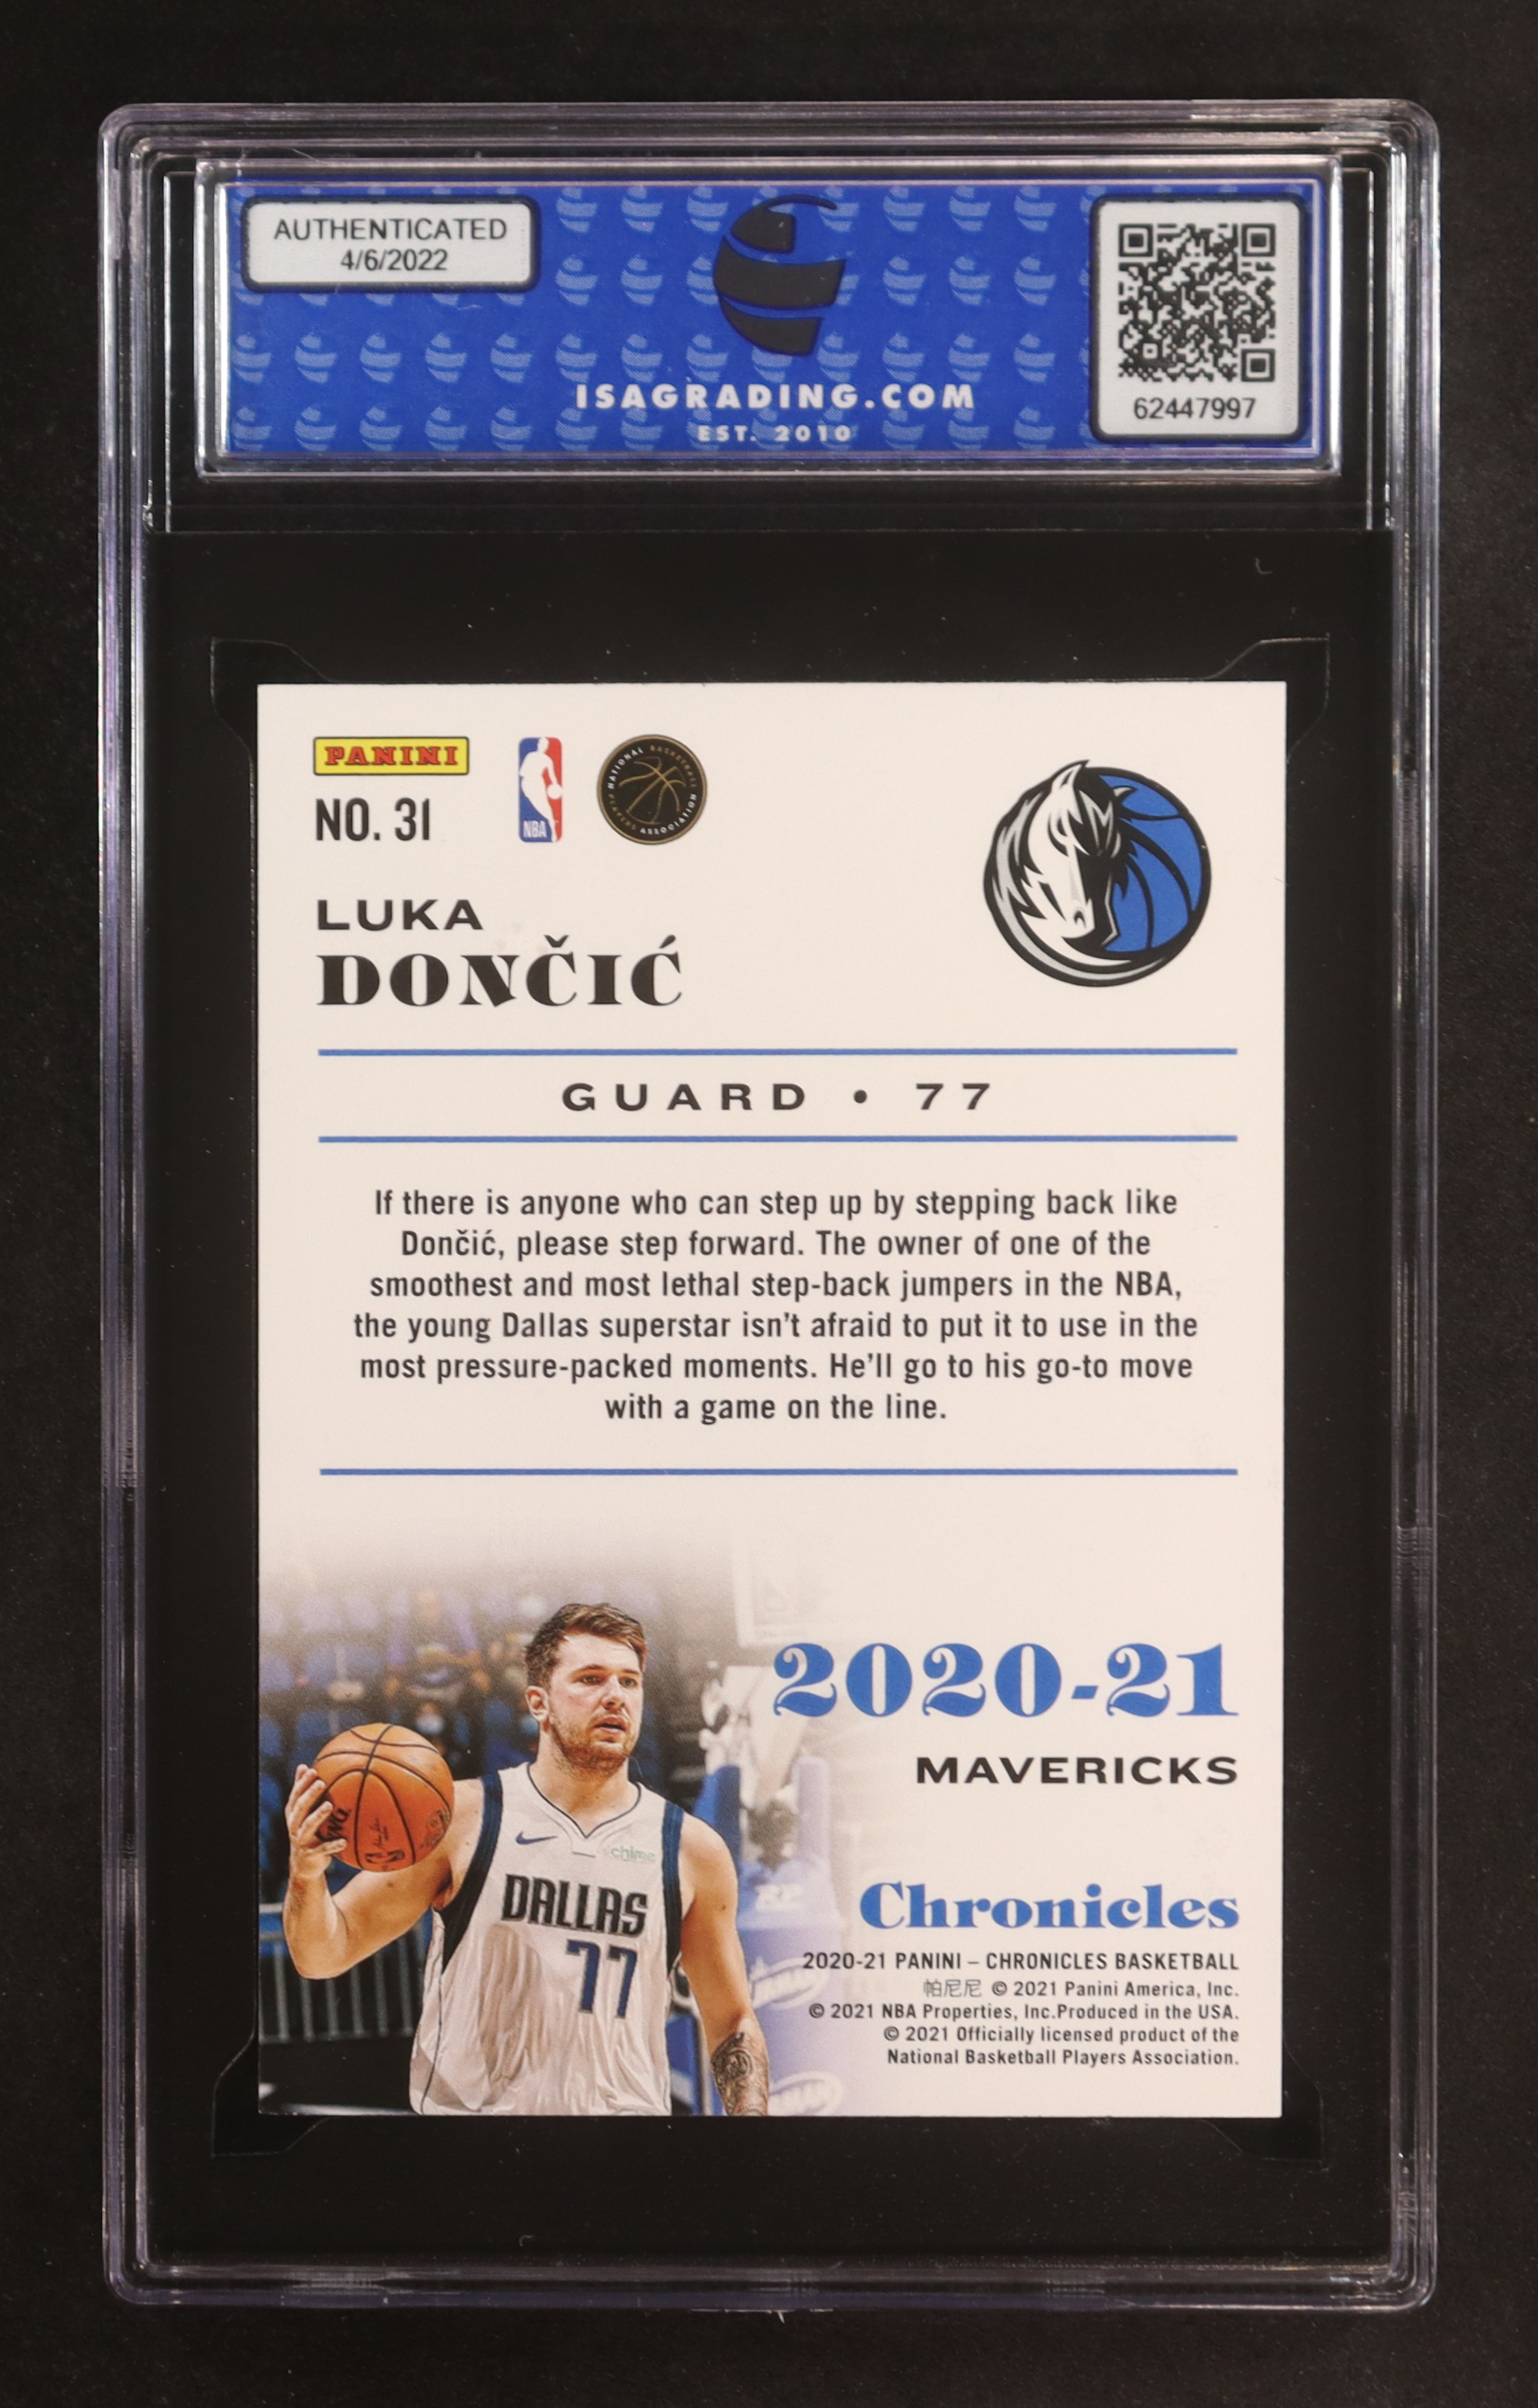 AUTHENTICATED
4/6/2022
ISAGRADING.COM
EST. 2010
62447997
PANINI
NO. 31
NBA
NATIONAL BASKETBALL PLAYERS ASSOCIATION
LUKA
DONČIĆ
GUARD • 77
If there is anyone who can step up by stepping back like
Dončić, please step forward. The owner of one of the
smoothest and most lethal step-back jumpers in the NBA,
the young Dallas superstar isn't afraid to put it to use in the
most pressure-packed moments. He'll go to his go-to move
with a game on the line.
2020-21
MAVERICKS
chime
DALLAS
77
Chronicles
2020-21 PANINI – CHRONICLES BASKETBALL
帕尼尼 © 2021 Panini America, Inc.
© 2021 NBA Properties, Inc.Produced in the USA.
© 2021 Officially licensed product of the
National Basketball Players Association.